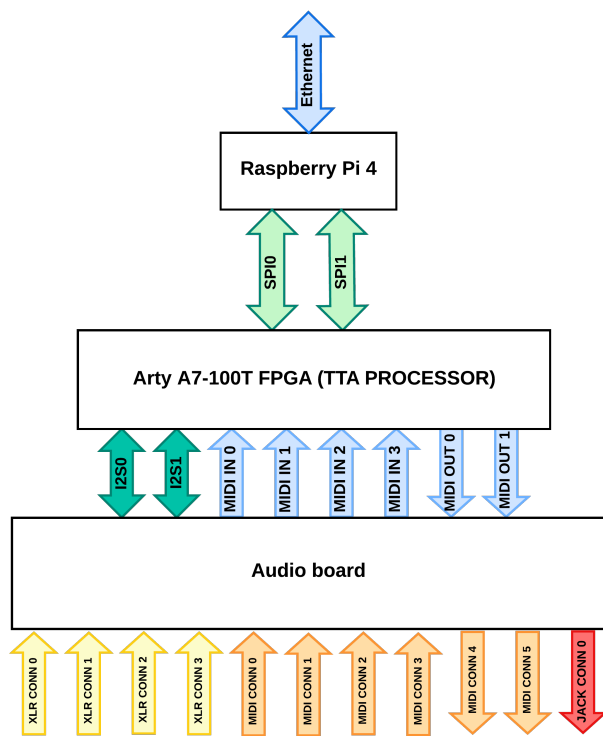 Ethernet
Raspberry Pi 4
SPI0
SPI1
Arty A7-100T FPGA (TTA PROCESSOR)
I2S0
I2S1
MIDI IN 0
MIDI IN 1
MIDI IN 2
MIDI IN 3
MIDI OUT 0
MIDI OUT 1
Audio board
XLR CONN 0
XLR CONN 1
XLR CONN 2
XLR CONN 3
MIDI CONN 0
MIDI CONN 1
MIDI CONN 2
MIDI CONN 3
MIDI CONN 4
MIDI CONN 5
JACK CONN 0